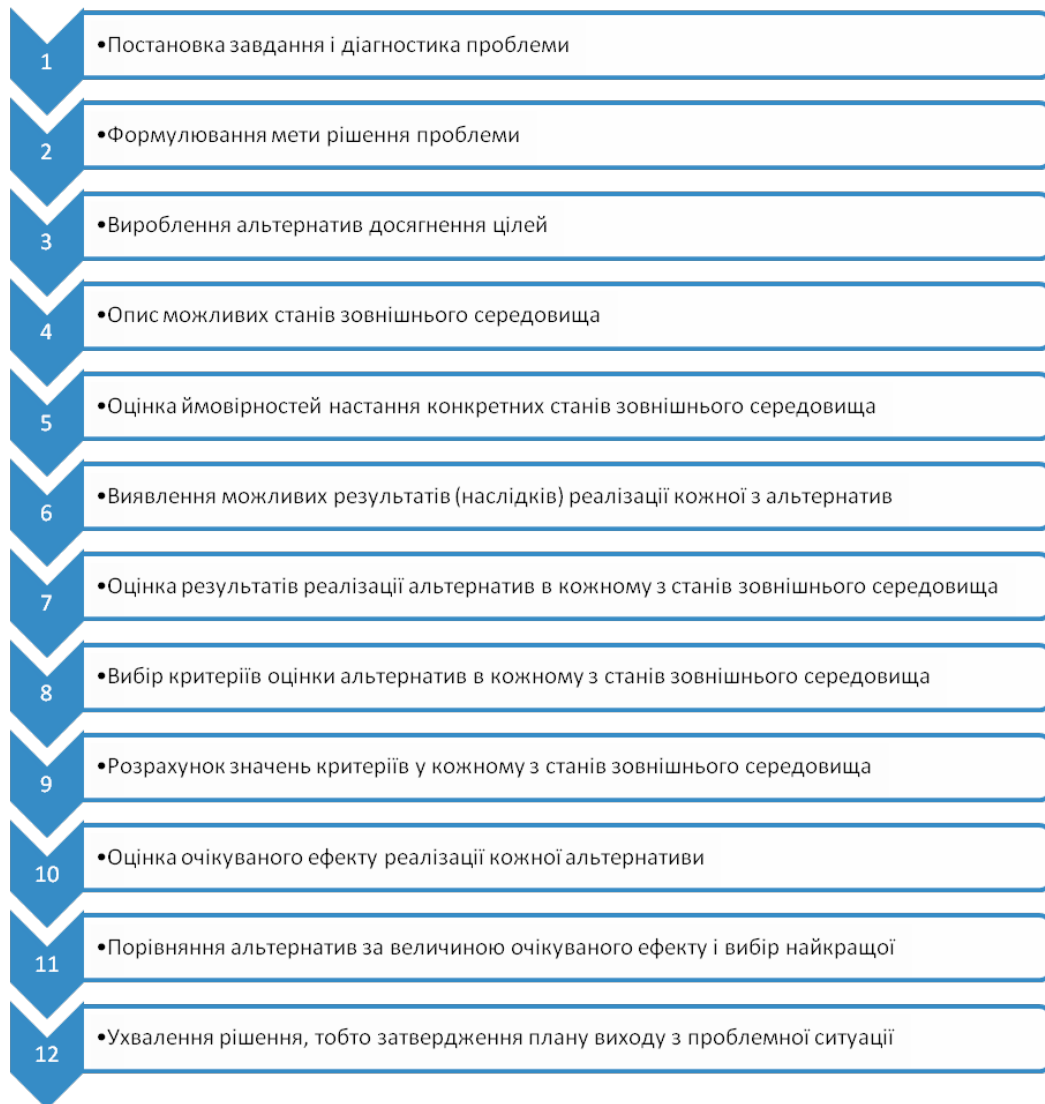 1
•Постановка завдання і діагностика проблеми
2
•Формулювання мети рішення проблеми
3
•Вироблення альтернатив досягнення цілей
4
•Опис можливих станів зовнішнього середовища
5
•Оцінка ймовірностей настання конкретних станів зовнішнього середовища
6
•Виявлення можливих результатів (наслідків) реалізації кожної з альтернатив
7
•Оцінка результатів реалізації альтернатив в кожному з станів зовнішнього середовища
8
•Вибір критеріїв оцінки альтернатив в кожному з станів зовнішнього середовища
9
•Розрахунок значень критеріїв у кожному з станів зовнішнього середовища
10
•Оцінка очікуваного ефекту реалізації кожної альтернативи
11
•Порівняння альтернатив за величиною очікуваного ефекту і вибір найкращої
12
•Ухвалення рішення, тобто затвердження плану виходу з проблемної ситуації